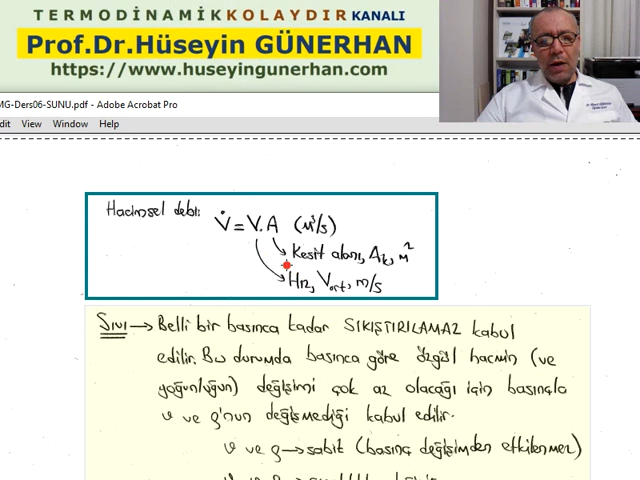 TERMODİNAMİKKOLAYDIR KANALI
Prof.Dr.Hüseyin GÜNERHAN
https://www.huseyingunerhan.com
MG-Ders06-SUNU.pdf - Adobe Acrobat Pro
dit View Window Help
Hacimsel debi: V̇ = V.A (m³/s)
Kesit alanı, Ak, m²
Hız, Vort, m/s
SIVI → Belli bir basınca kadar SIKIŞTIRILAMAZ kabul
edilir. Bu durumda basınca göre özgül hacmin (ve
yoğunluğun) değişimi çok az olacağı için basınçla
v ve ρ'nun değişmediği kabul edilir.
v ve ρ → sabit (basınç değişimden etkilenmez)